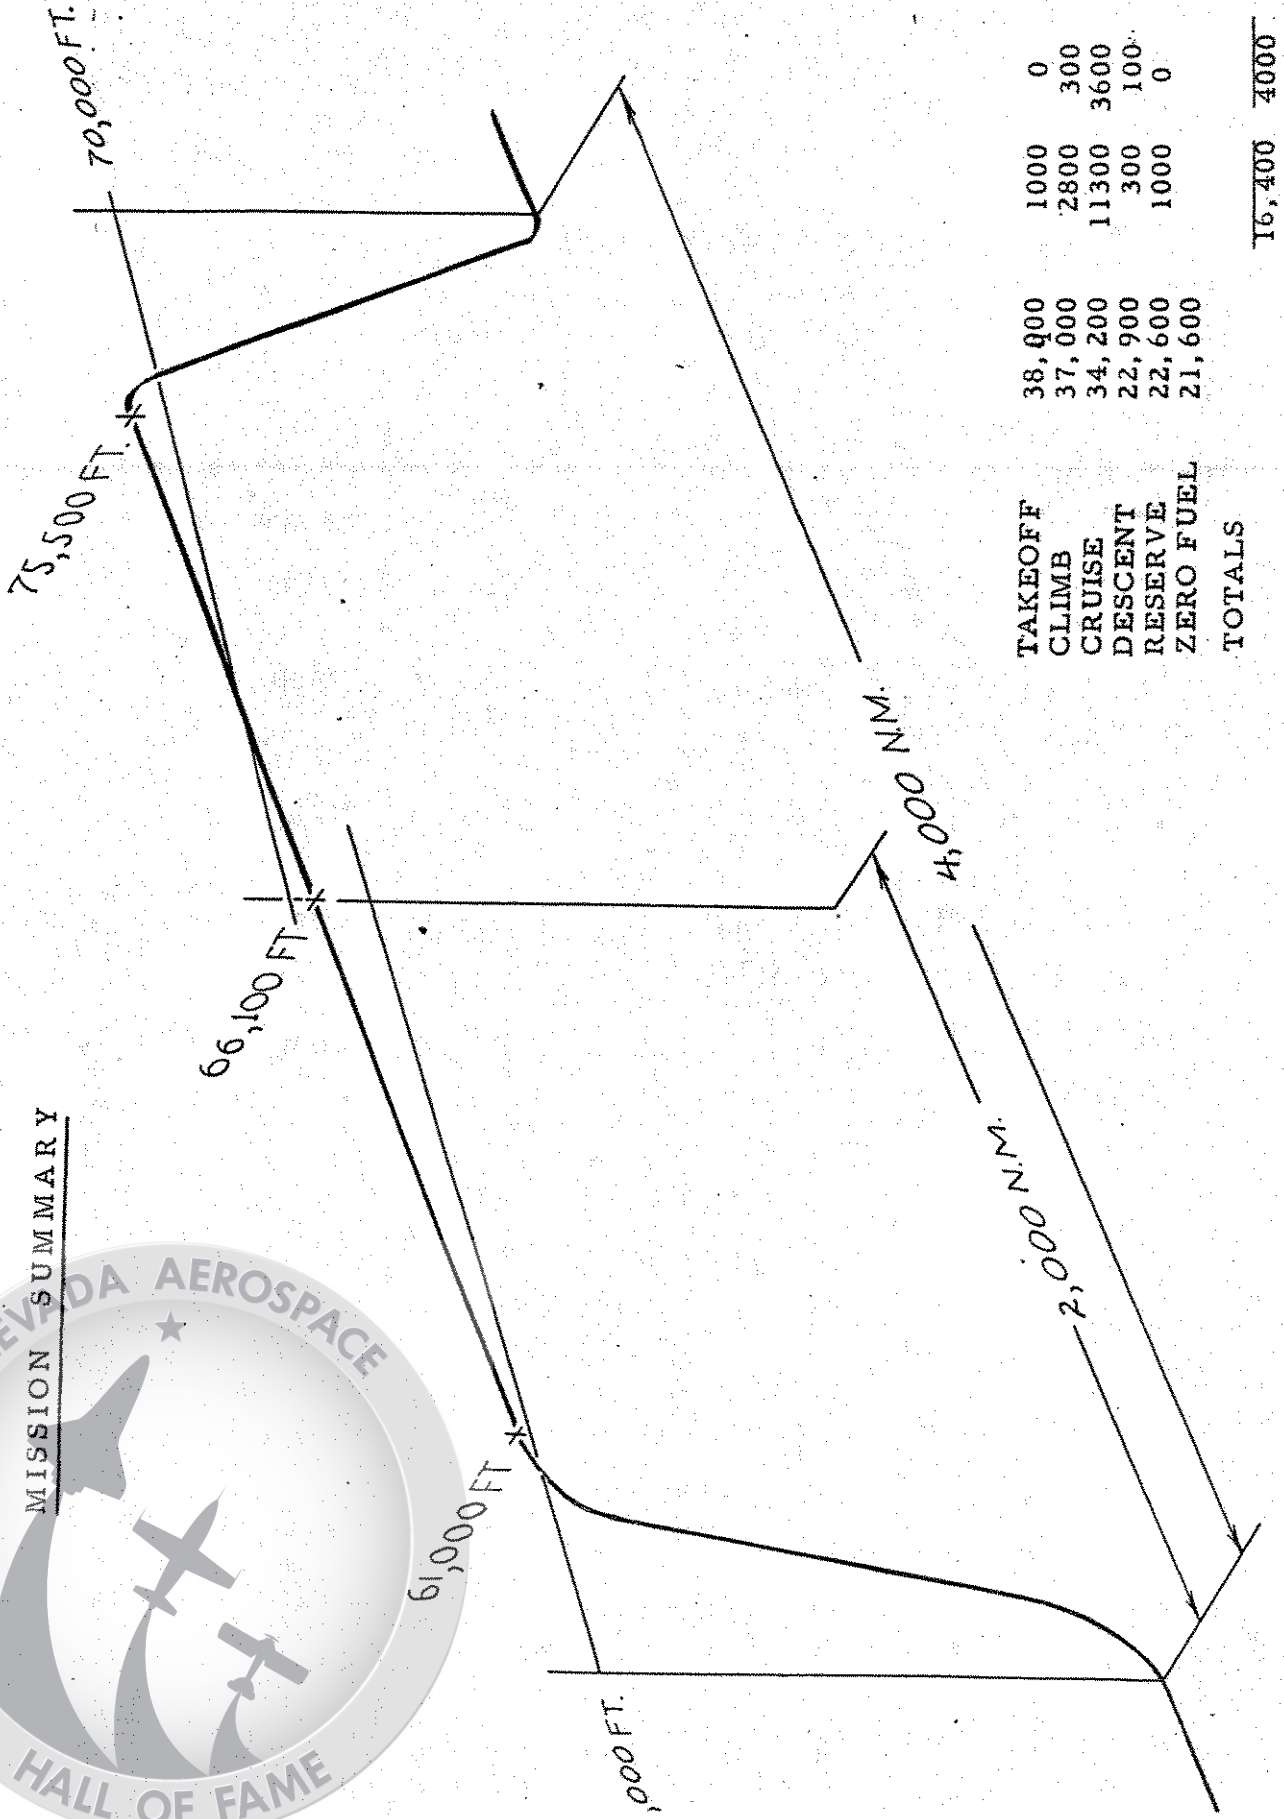 MISSION SUMMARY
EVADA AEROSPACE
HALL OF FAME
,000 FT.
61,000 FT
66,100 FT
75,500 FT.
70,000 FT.
2,000 N.M.
4,000 N.M.
TAKEOFF 38,000 1000 0
CLIMB 37,000 2800 300
CRUISE 34,200 11300 3600
DESCENT 22,900 300 100
RESERVE 22,600 1000 0
ZERO FUEL 21,600
TOTALS 16,400 4000